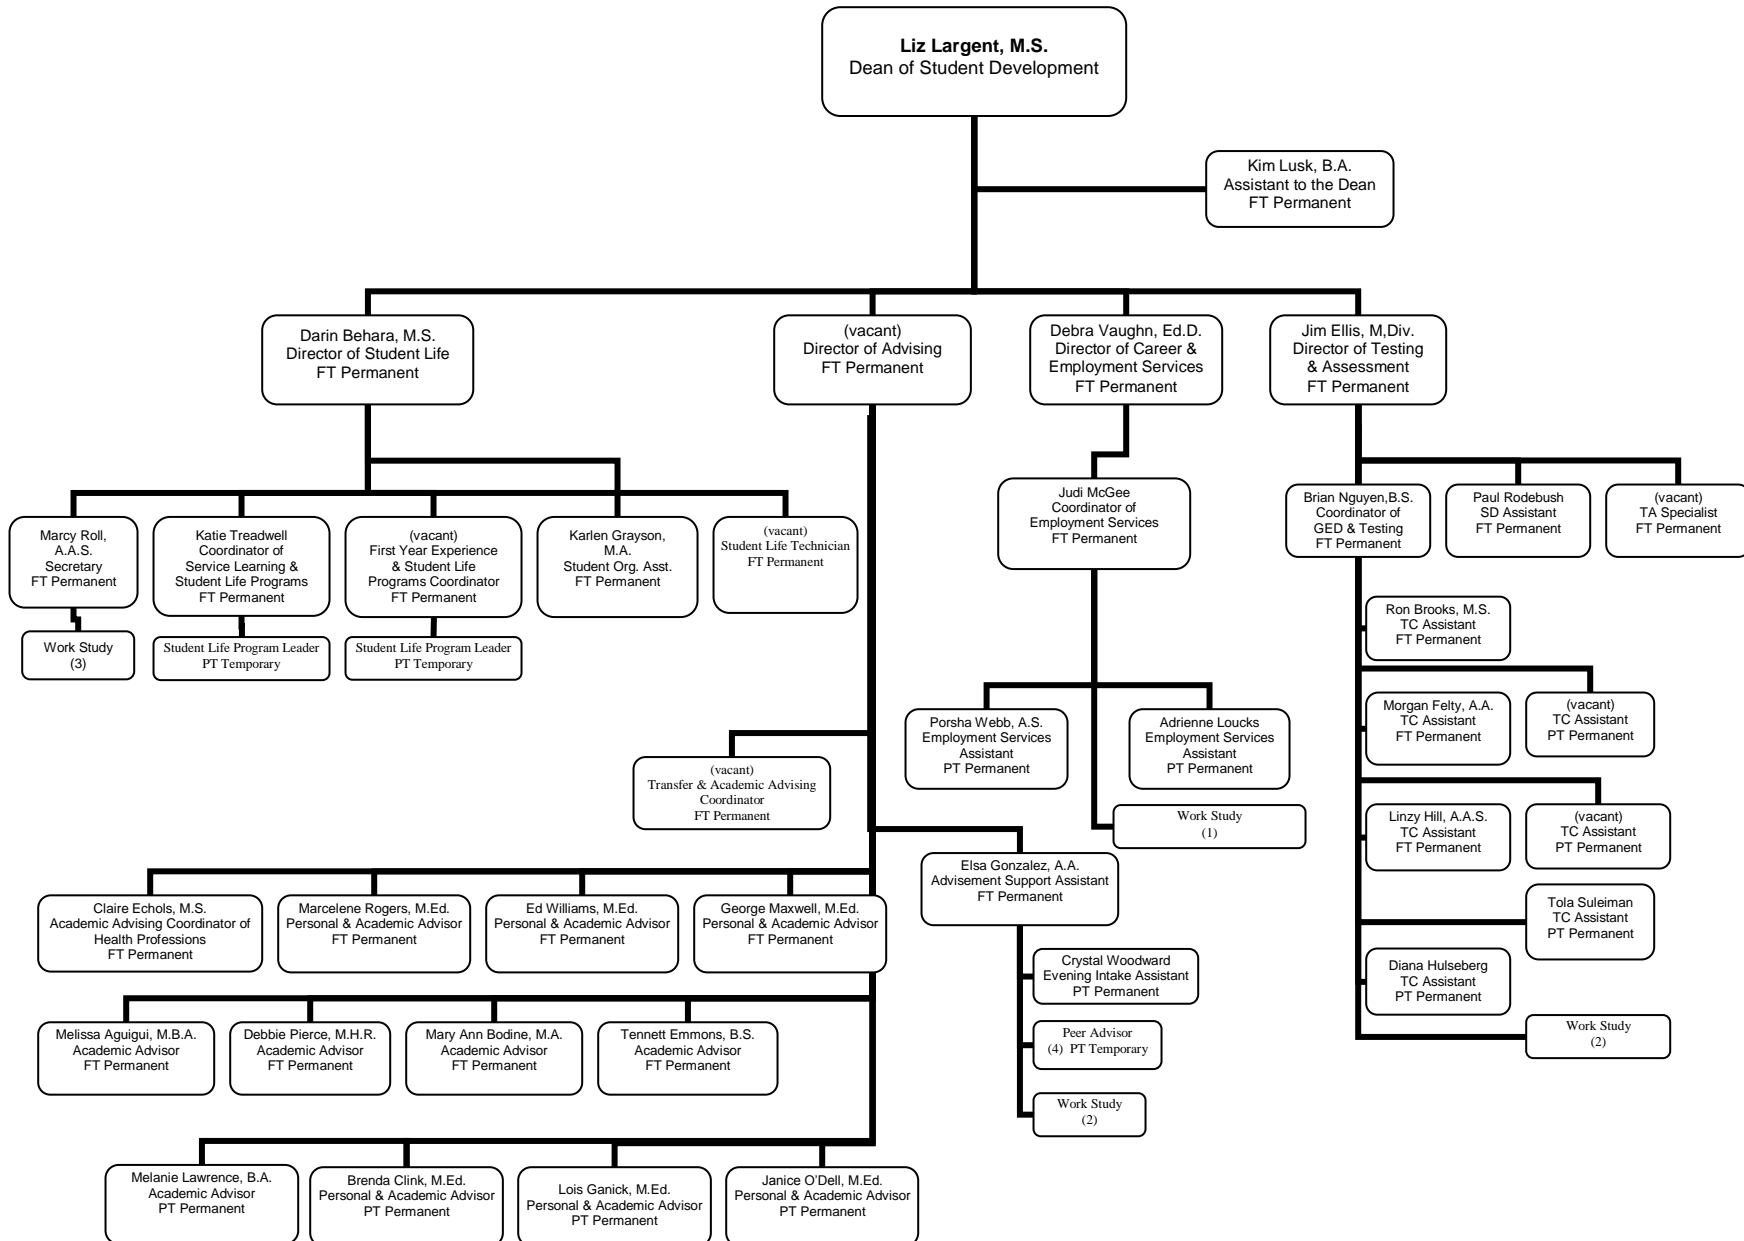 Liz Largent, M.S.
Dean of Student Development
Kim Lusk, B.A.
Assistant to the Dean
FT Permanent
Darin Behara, M.S.
Director of Student Life
FT Permanent
(vacant)
Director of Advising
FT Permanent
Debra Vaughn, Ed.D.
Director of Career &
Employment Services
FT Permanent
Jim Ellis, M,Div.
Director of Testing
& Assessment
FT Permanent
Marcy Roll,
A.A.S.
Secretary
FT Permanent
Katie Treadwell
Coordinator of
Service Learning &
Student Life Programs
FT Permanent
(vacant)
First Year Experience
& Student Life
Programs Coordinator
FT Permanent
Karlen Grayson,
M.A.
Student Org. Asst.
FT Permanent
(vacant)
Student Life Technician
FT Permanent
Work Study
(3)
Student Life Program Leader
PT Temporary
Student Life Program Leader
PT Temporary
Judi McGee
Coordinator of
Employment Services
FT Permanent
Brian Nguyen,B.S.
Coordinator of
GED & Testing
FT Permanent
Paul Rodebush
SD Assistant
FT Permanent
(vacant)
TA Specialist
FT Permanent
Ron Brooks, M.S.
TC Assistant
FT Permanent
Morgan Felty, A.A.
TC Assistant
FT Permanent
(vacant)
TC Assistant
PT Permanent
Porsha Webb, A.S.
Employment Services
Assistant
PT Permanent
Adrienne Loucks
Employment Services
Assistant
PT Permanent
(vacant)
Transfer & Academic Advising
Coordinator
FT Permanent
Work Study
(1)
Linzy Hill, A.A.S.
TC Assistant
FT Permanent
(vacant)
TC Assistant
PT Permanent
Elsa Gonzalez, A.A.
Advisement Support Assistant
FT Permanent
Claire Echols, M.S.
Academic Advising Coordinator of
Health Professions
FT Permanent
Marcelene Rogers, M.Ed.
Personal & Academic Advisor
FT Permanent
Ed Williams, M.Ed.
Personal & Academic Advisor
FT Permanent
George Maxwell, M.Ed.
Personal & Academic Advisor
FT Permanent
Tola Suleiman
TC Assistant
PT Permanent
Crystal Woodward
Evening Intake Assistant
PT Permanent
Diana Hulseberg
TC Assistant
PT Permanent
Melissa Aguigui, M.B.A.
Academic Advisor
FT Permanent
Debbie Pierce, M.H.R.
Academic Advisor
FT Permanent
Mary Ann Bodine, M.A.
Academic Advisor
FT Permanent
Tennett Emmons, B.S.
Academic Advisor
FT Permanent
Peer Advisor
(4)  PT Temporary
Work Study
(2)
Work Study
(2)
Melanie Lawrence, B.A.
Academic Advisor
PT Permanent
Brenda Clink, M.Ed.
Personal & Academic Advisor
PT Permanent
Lois Ganick, M.Ed.
Personal & Academic Advisor
PT Permanent
Janice O'Dell, M.Ed.
Personal & Academic Advisor
PT Permanent